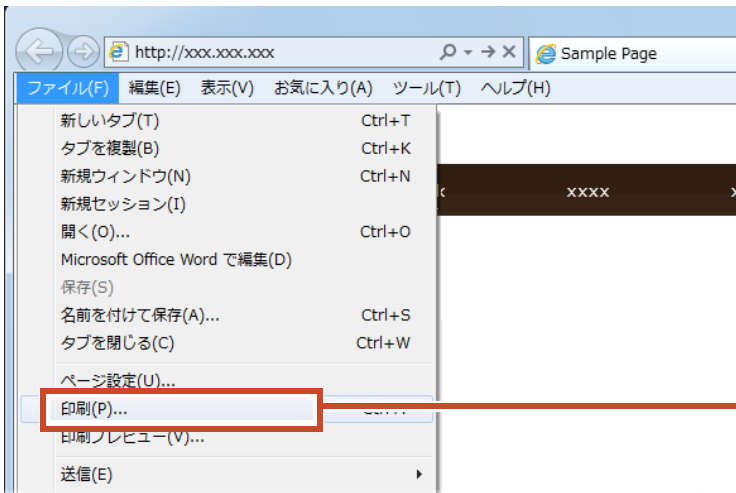 http://xxx.xxx.xxx
Sample Page
ファイル(F) 編集(E) 表示(V) お気に入り(A) ツール(T) ヘルプ(H)
新しいタブ(T) Ctrl+T
タブを複製(B) Ctrl+K
新規ウィンドウ(N) Ctrl+N
新規セッション(I)
xxxx
開く(O)... Ctrl+O
Microsoft Office Word で編集(D)
保存(S)
名前を付けて保存(A)... Ctrl+S
タブを閉じる(C) Ctrl+W
ページ設定(U)...
印刷(P)...
印刷プレビュー(V)...
送信(E)